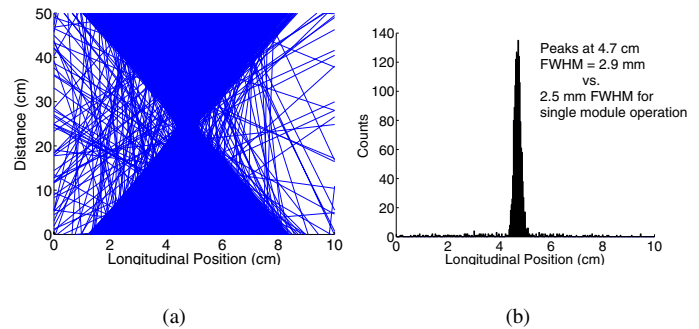 50
40
30
20
10
0
Distance (cm)
0 2 4 6 8 10
Longitudinal Position (cm)
(a)
140
120
100
80
60
40
20
0
Counts
Peaks at 4.7 cm
FWHM = 2.9 mm
vs.
2.5 mm FWHM for
single module operation
0 2 4 6 8 10
Longitudinal Position (cm)
(b)